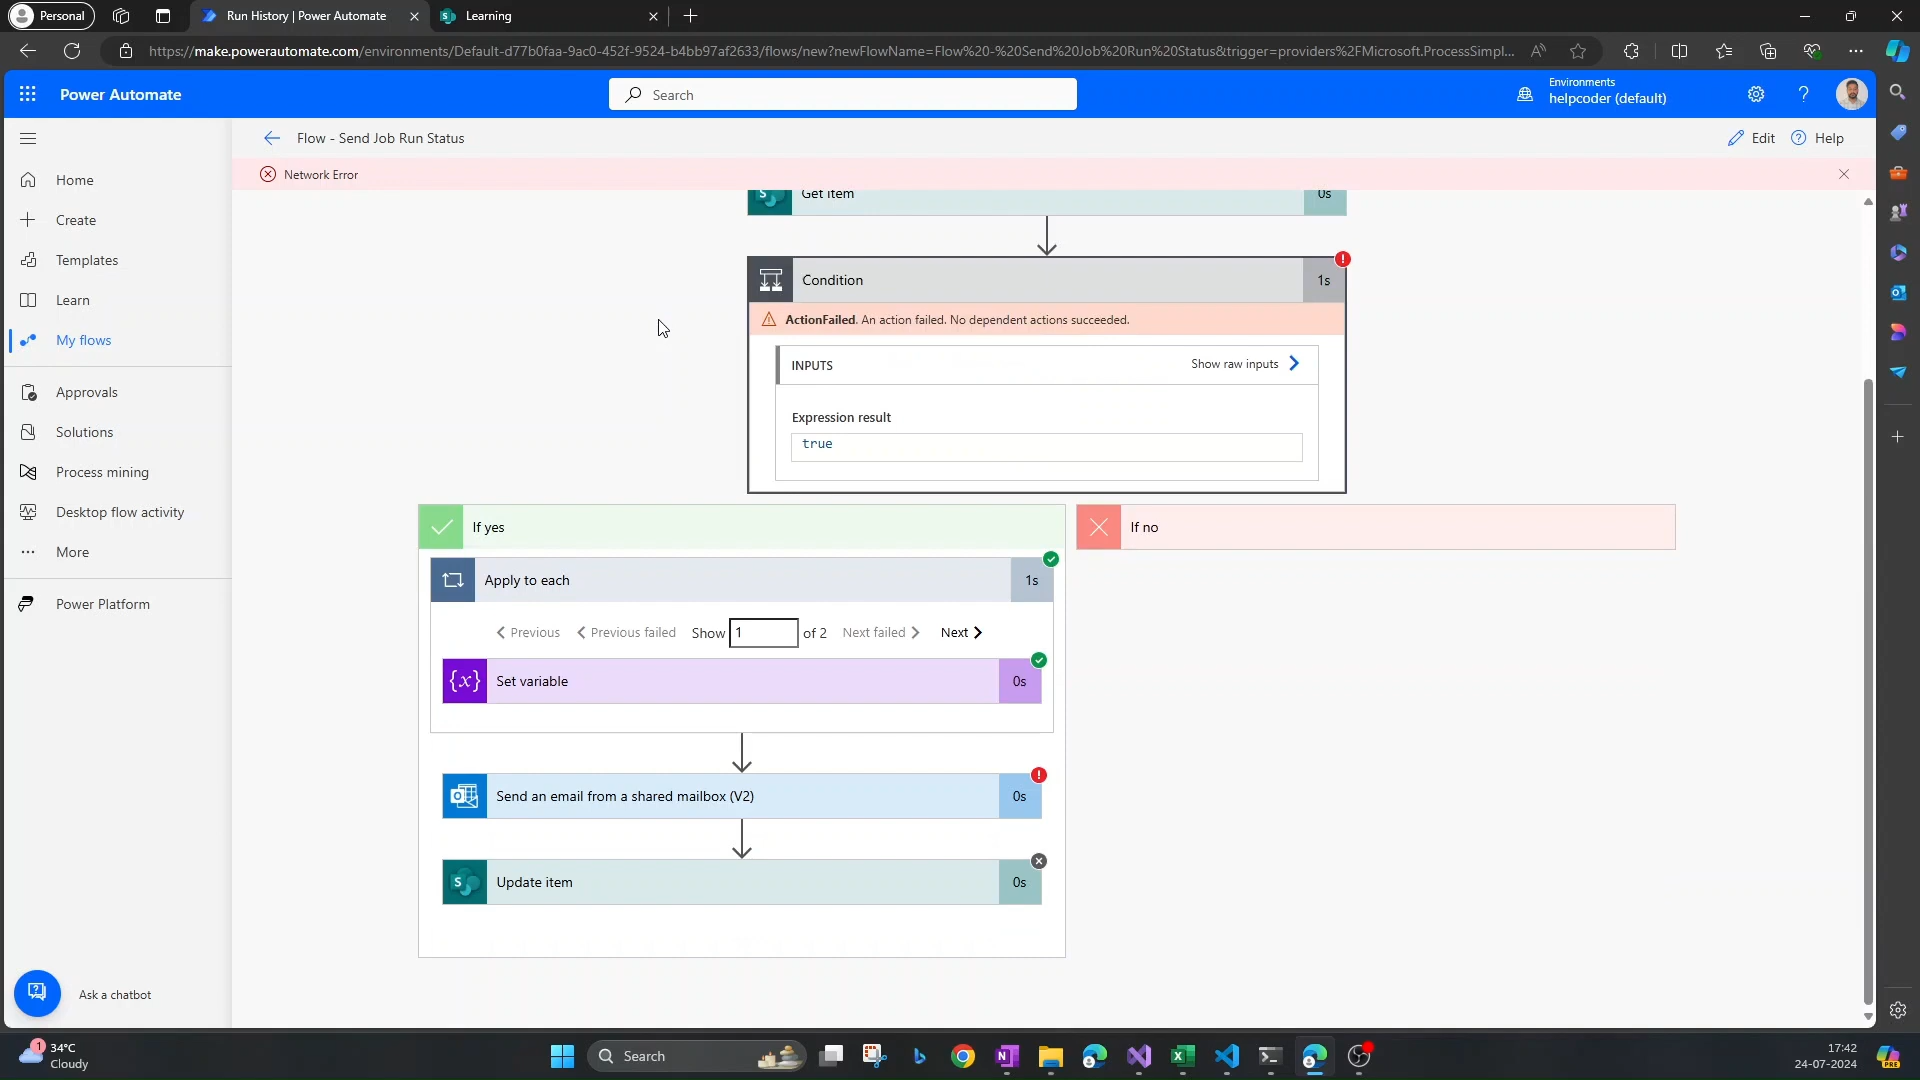 Personal
Run History | Power Automate
Learning
https://make.powerautomate.com/environments/Default-d77b0faa-9ac0-452f-9524-b4bb97af2633/flows/new?newFlowName=Flow%20-%20Send%20Job%20Run%20Status&trigger=providers%2FMicrosoft.ProcessSimpl...
Power Automate
Search
Environments
helpcoder (default)
Flow - Send Job Run Status
Edit
Help
Network Error
Home
Create
Templates
Learn
My flows
Approvals
Solutions
Process mining
Desktop flow activity
More
Power Platform
Ask a chatbot
Get item
0s
Condition
1s
ActionFailed. An action failed. No dependent actions succeeded.
INPUTS
Show raw inputs
Expression result
true
If yes
If no
Apply to each
1s
Previous
Previous failed
Show
1
of 2
Next failed
Next
{x}
Set variable
0s
Send an email from a shared mailbox (V2)
0s
Update item
0s
1
34°C
Cloudy
Search
17:42
24-07-2024
PRE